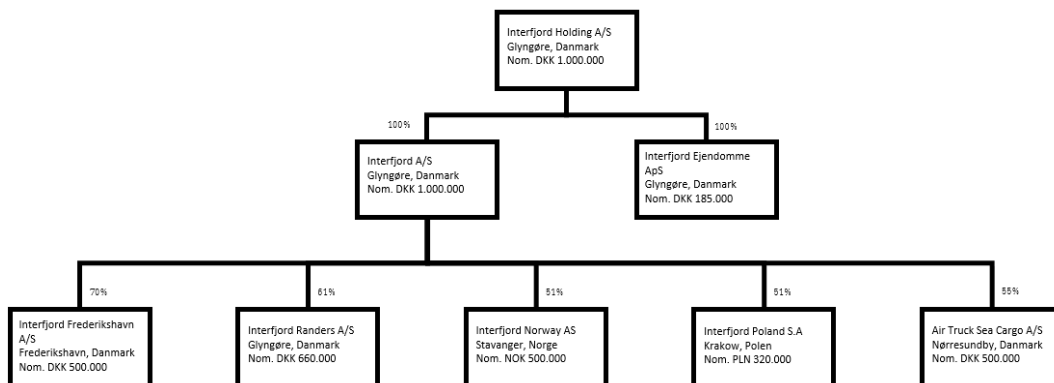 Interfjord Holding A/S
Glyngøre, Danmark
Nom. DKK 1.000.000
100%
100%
Interfjord A/S
Glyngøre, Danmark
Nom. DKK 1.000.000
Interfjord Ejendomme
ApS
Glyngøre, Danmark
Nom. DKK 185.000
70%
61%
51%
51%
55%
Interfjord Frederikshavn
A/S
Frederikshavn, Danmark
Nom. DKK 500.000
Interfjord Randers A/S
Glyngøre, Danmark
Nom. DKK 660.000
Interfjord Norway AS
Stavanger, Norge
Nom. NOK 500.000
Interfjord Poland S.A
Krakow, Polen
Nom. PLN 320.000
Air Truck Sea Cargo A/S
Nørresundby, Danmark
Nom. DKK 500.000